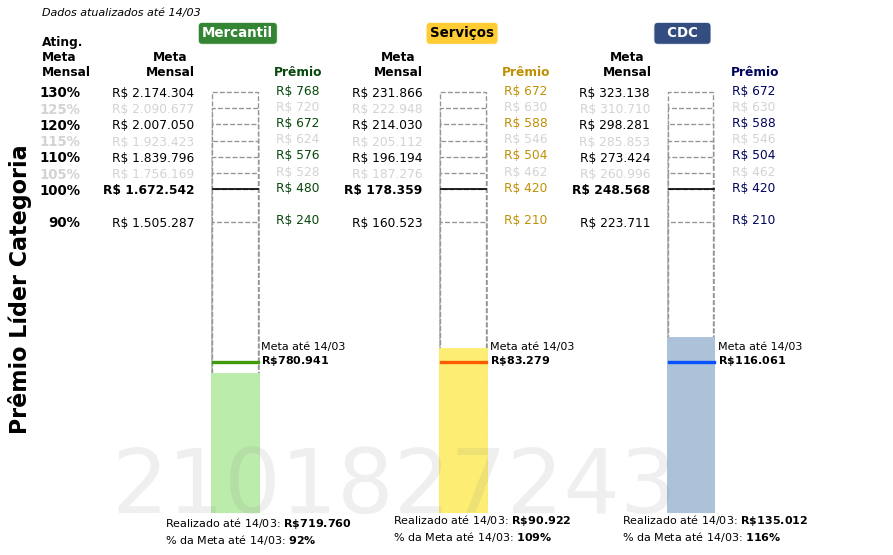 Dados atualizados até 14/03
Mercantil Serviços CDC
Ating. Meta Mensal
Meta Mensal Prêmio Meta Mensal Prêmio Meta Mensal Prêmio
130% R$ 2.174.304 R$ 768 R$ 231.866 R$ 672 R$ 323.138 R$ 672
125% R$ 2.090.677 R$ 720 R$ 222.948 R$ 630 R$ 310.710 R$ 630
120% R$ 2.007.050 R$ 672 R$ 214.030 R$ 588 R$ 298.281 R$ 588
115% R$ 1.923.423 R$ 624 R$ 205.112 R$ 546 R$ 285.853 R$ 546
110% R$ 1.839.796 R$ 576 R$ 196.194 R$ 504 R$ 273.424 R$ 504
105% R$ 1.756.169 R$ 528 R$ 187.276 R$ 462 R$ 260.996 R$ 462
100% R$ 1.672.542 R$ 480 R$ 178.359 R$ 420 R$ 248.568 R$ 420
90% R$ 1.505.287 R$ 240 R$ 160.523 R$ 210 R$ 223.711 R$ 210
Prêmio Líder Categoria
Meta até 14/03 Meta até 14/03 Meta até 14/03
R$780.941 R$83.279 R$116.061
2101827243
Realizado até 14/03: R$719.760 Realizado até 14/03: R$90.922 Realizado até 14/03: R$135.012
% da Meta até 14/03: 92% % da Meta até 14/03: 109% % da Meta até 14/03: 116%